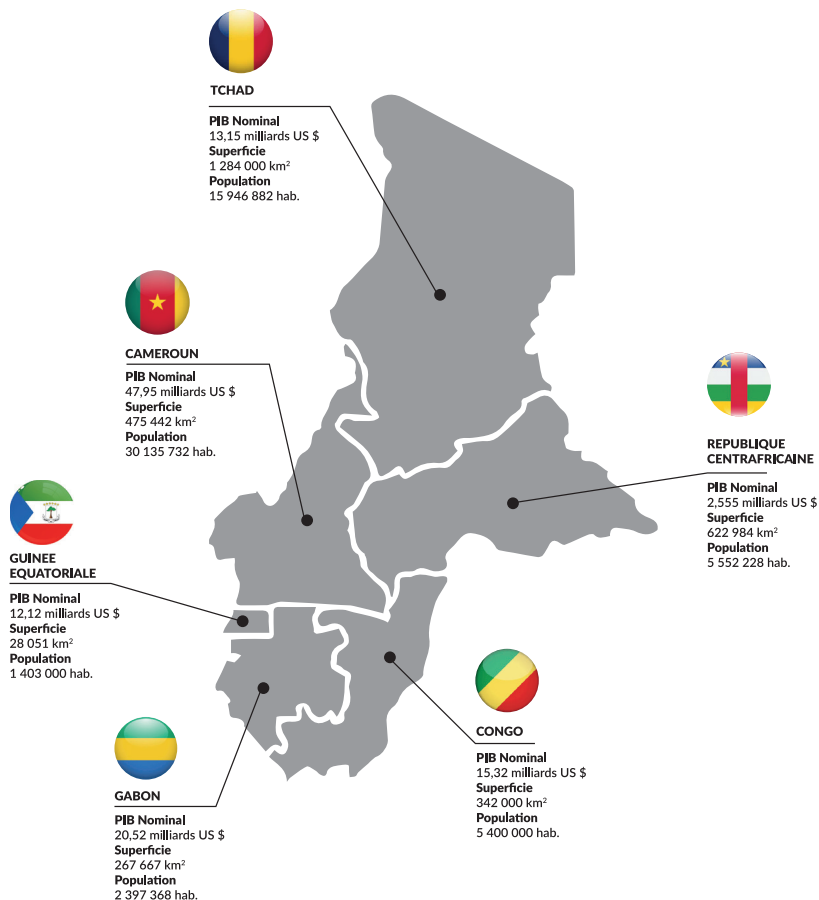 TCHAD
PIB Nominal
13,15 milliards US $
Superficie
1 284 000 km²
Population
15 946 882 hab.
CAMEROUN
PIB Nominal
47,95 milliards US $
Superficie
475 442 km²
Population
30 135 732 hab.
REPUBLIQUE
CENTRAFRICAINE
PIB Nominal
2,555 milliards US $
Superficie
622 984 km²
Population
5 552 228 hab.
GUINEE
EQUATORIALE
PIB Nominal
12,12 milliards US $
Superficie
28 051 km²
Population
1 403 000 hab.
CONGO
PIB Nominal
15,32 milliards US $
Superficie
342 000 km²
Population
5 400 000 hab.
GABON
PIB Nominal
20,52 milliards US $
Superficie
267 667 km²
Population
2 397 368 hab.